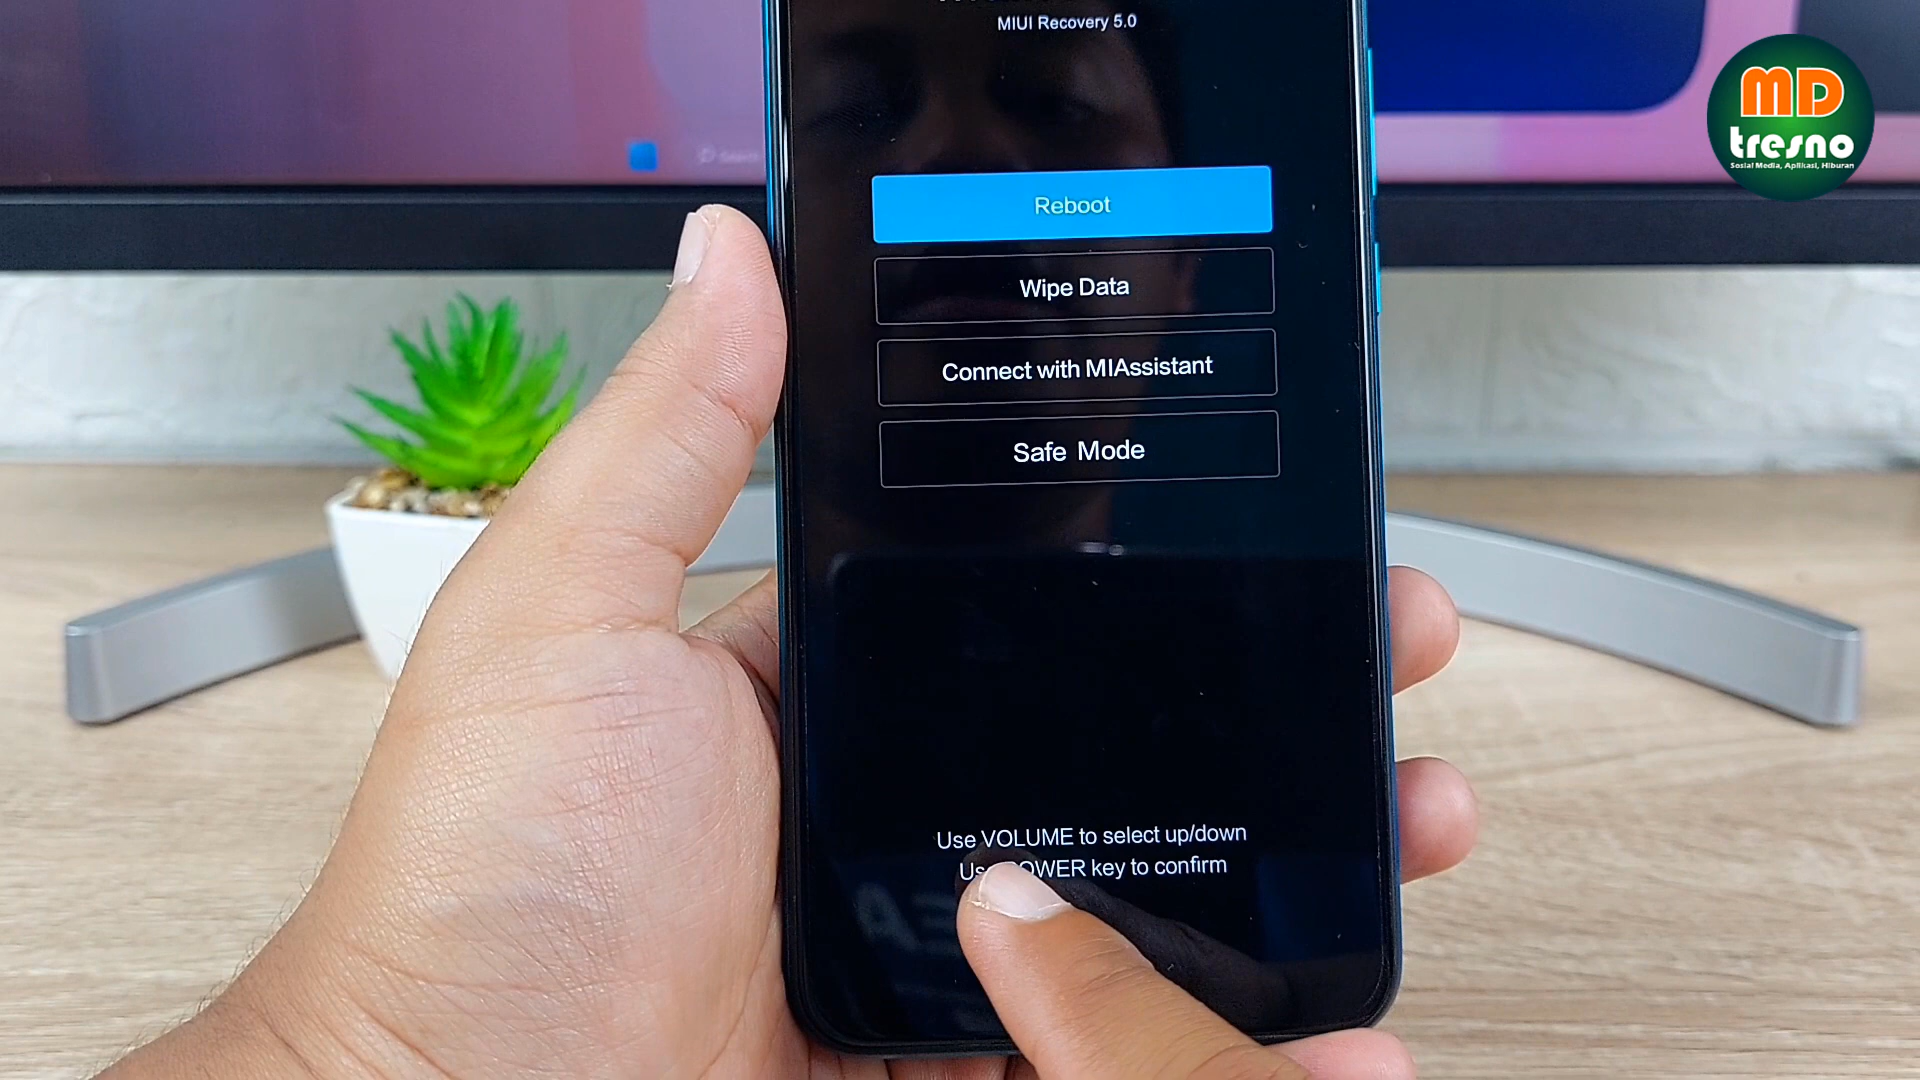 MIUI Recovery 5.0
MD
tresno
Sosial Media, Aplikasi, Hiburan
Reboot
Wipe Data
Connect with MIAssistant
Safe Mode
Use VOLUME to select up/down
Use POWER key to confirm